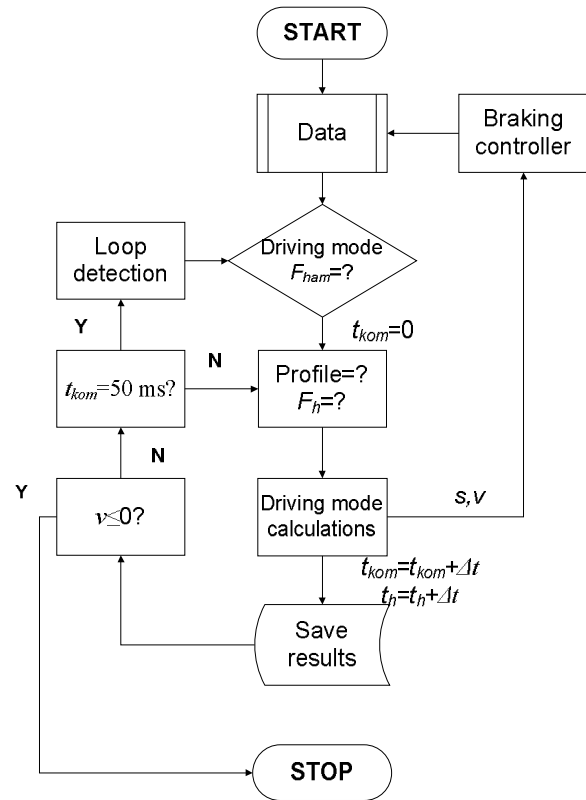 START
Data
Braking
controller
Loop
detection
Driving mode
F_ham=?
Y
t_kom=0
N
t_kom=50 ms?
Profile=?
F_h=?
N
Y
v≤0?
Driving mode
calculations
s,v
t_kom=t_kom+Δt
t_h=t_h+Δt
Save
results
STOP